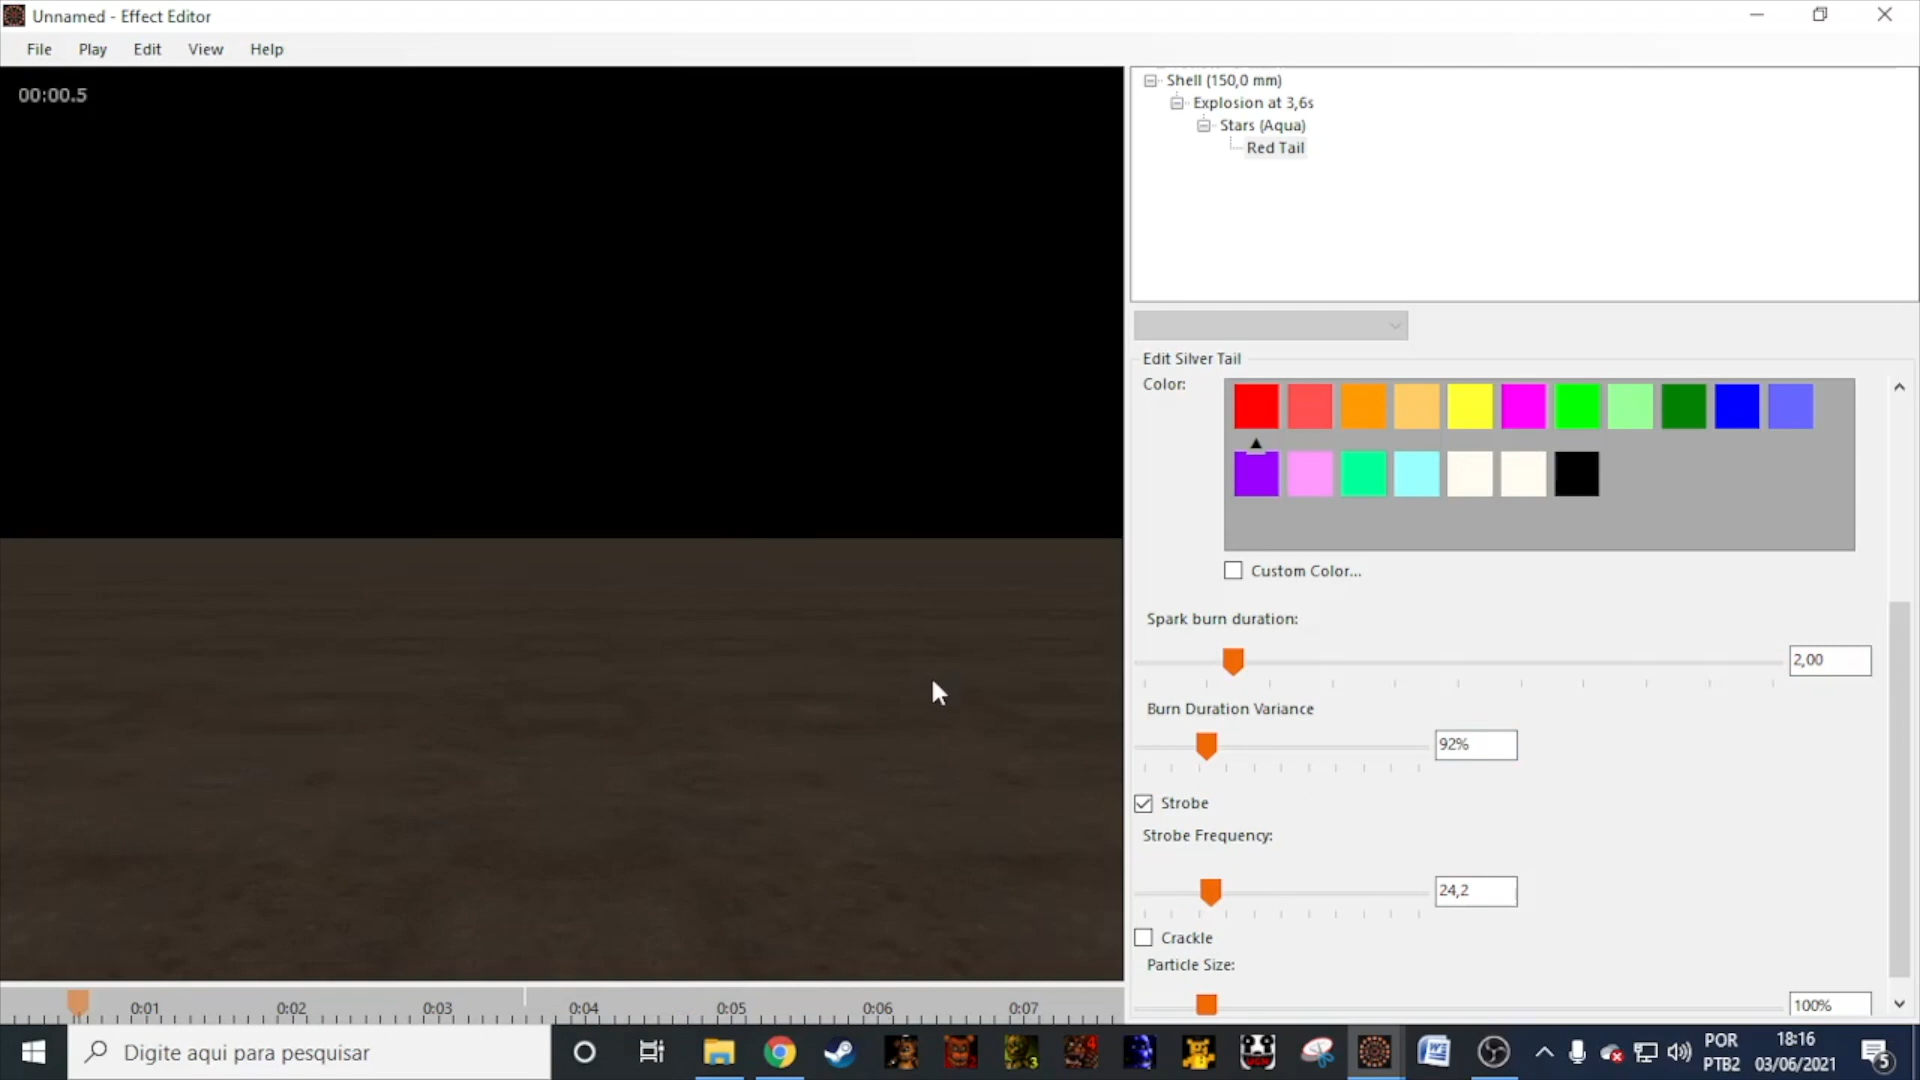 Unnamed - Effect Editor
File Play Edit View Help
00:00.5
Shell (150,0 mm)
Explosion at 3,6s
Stars (Aqua)
Red Tail
Edit Silver Tail
Color:
Custom Color...
Spark burn duration:
2,00
Burn Duration Variance
92%
Strobe
Strobe Frequency:
24,2
Crackle
Particle Size:
100%
0:01 0:02 0:03 0:04 0:05 0:06 0:07
Digite aqui para pesquisar
3
4
POR
PTB2
18:16
03/06/2021
5